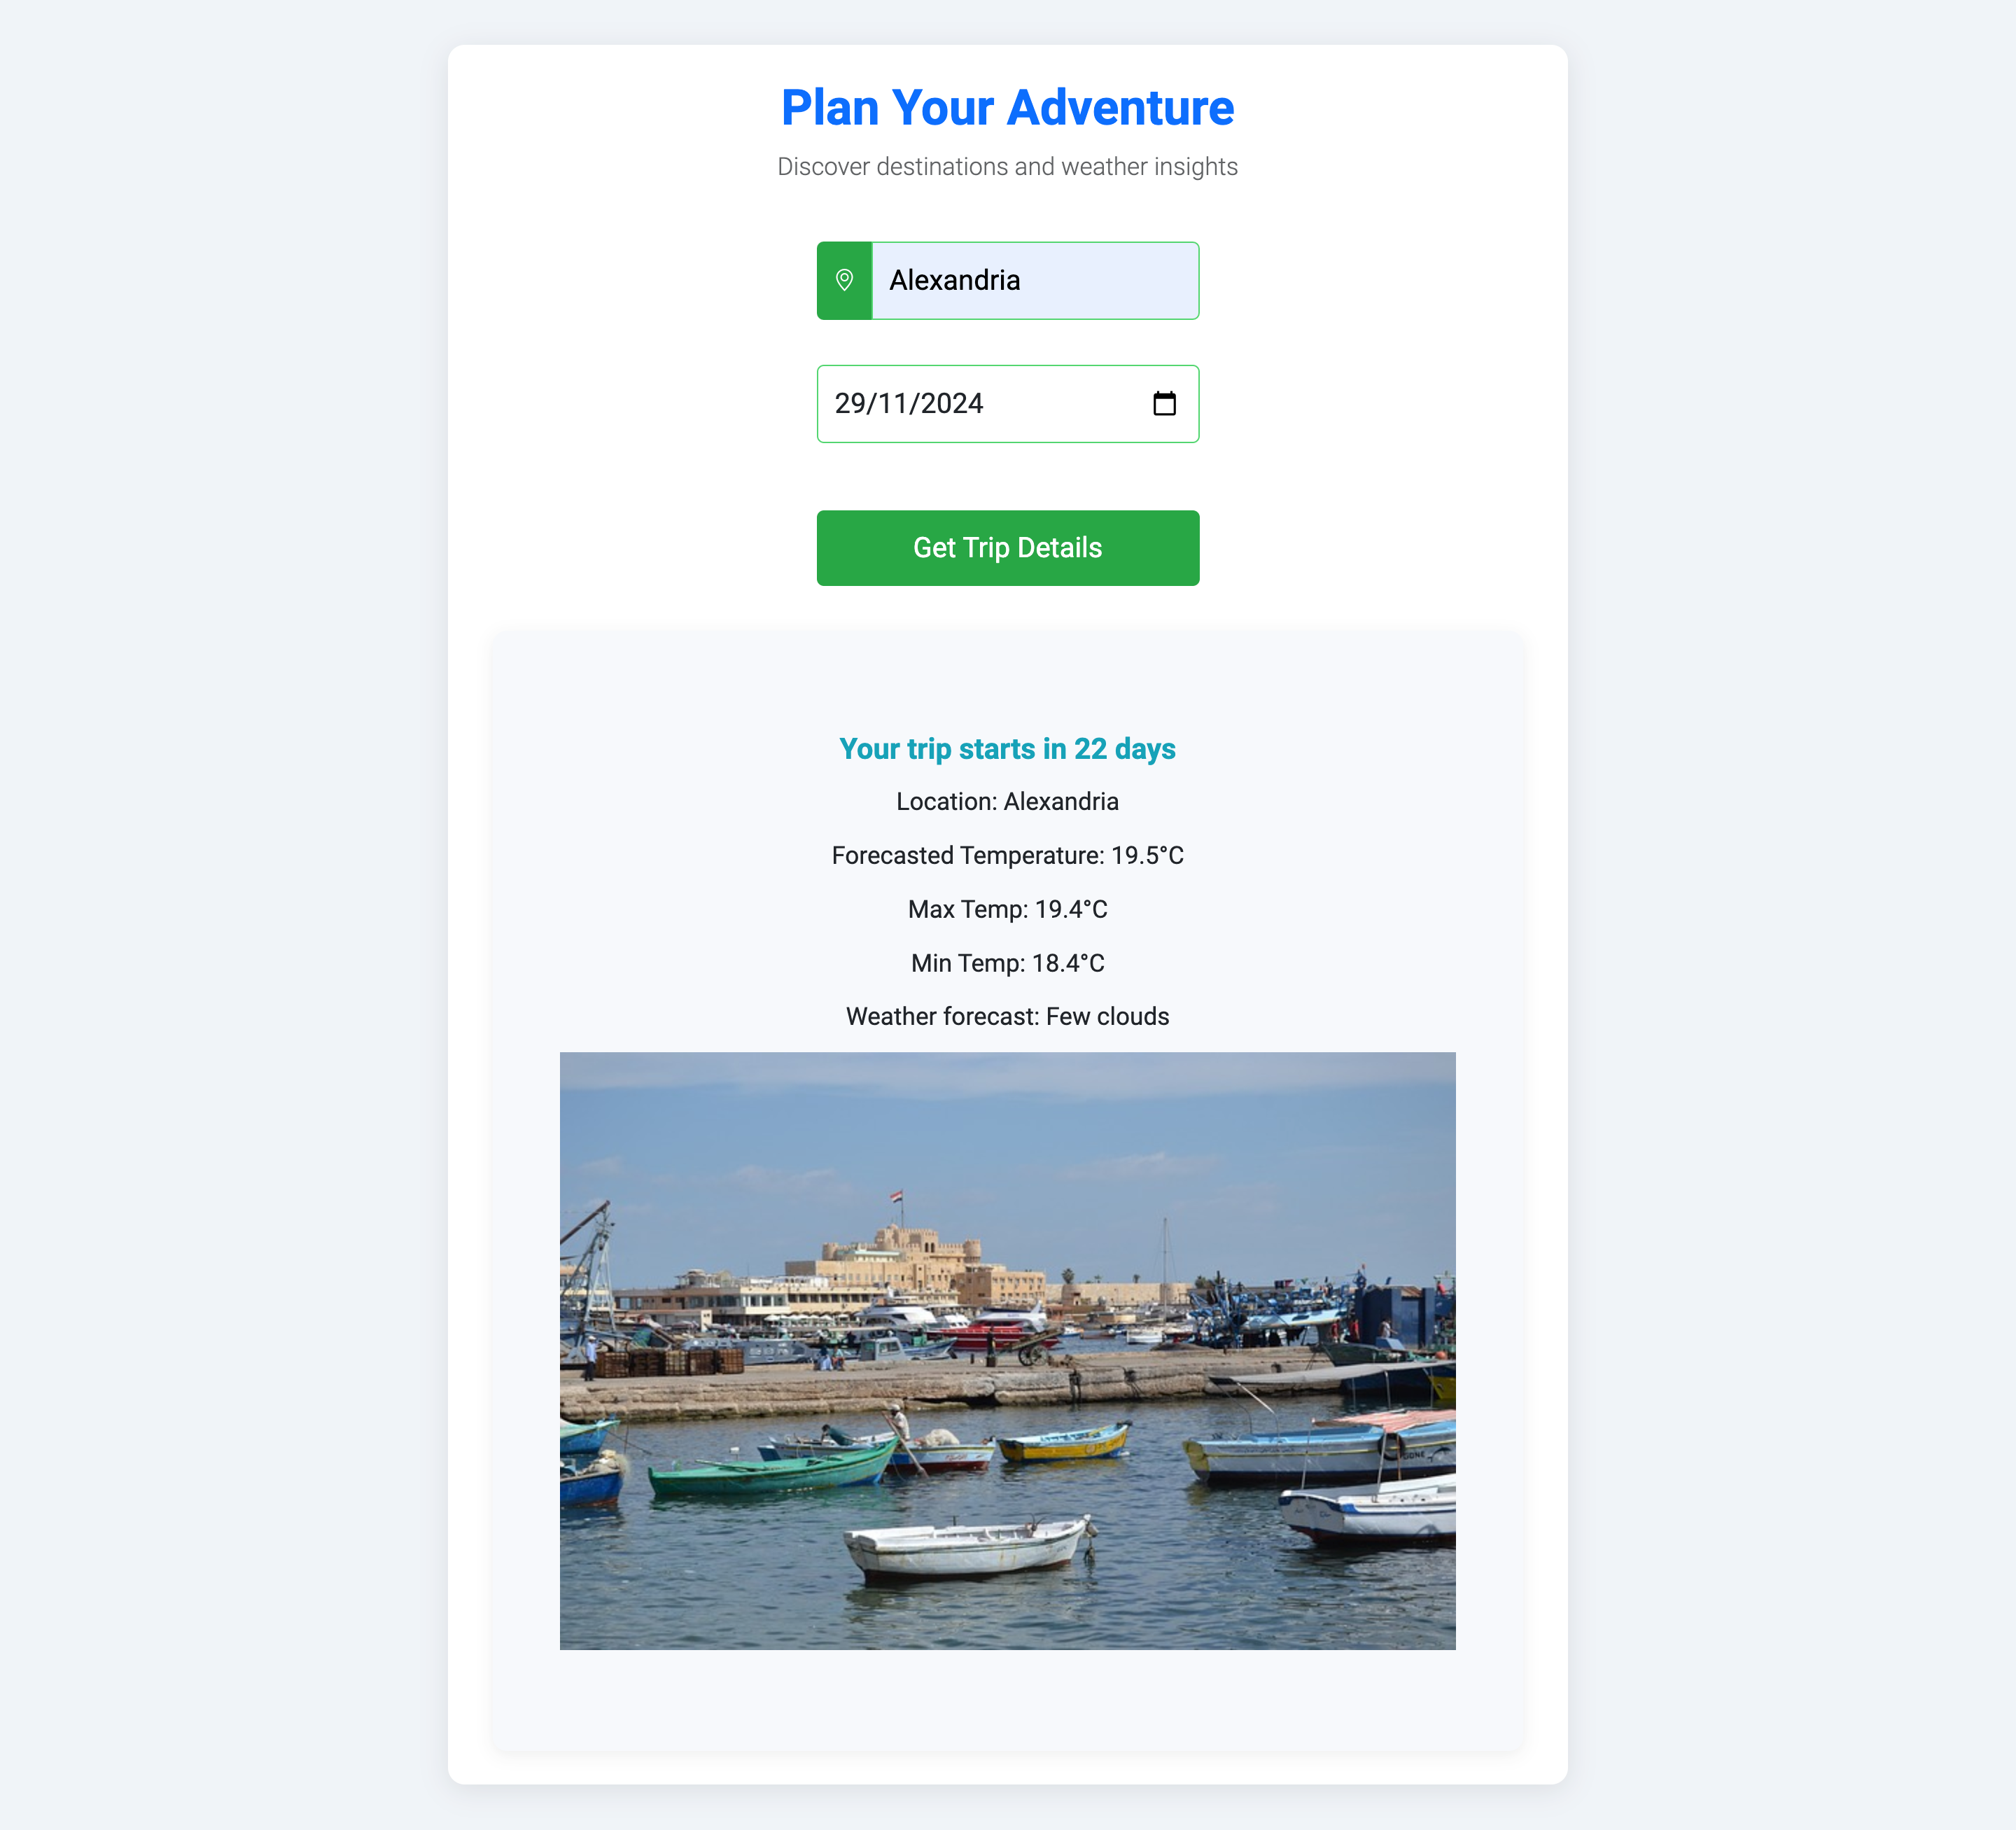 Plan Your Adventure
Discover destinations and weather insights
Alexandria
29/11/2024
Get Trip Details
Your trip starts in 22 days
Location: Alexandria
Forecasted Temperature: 19.5°C
Max Temp: 19.4°C
Min Temp: 18.4°C
Weather forecast: Few clouds